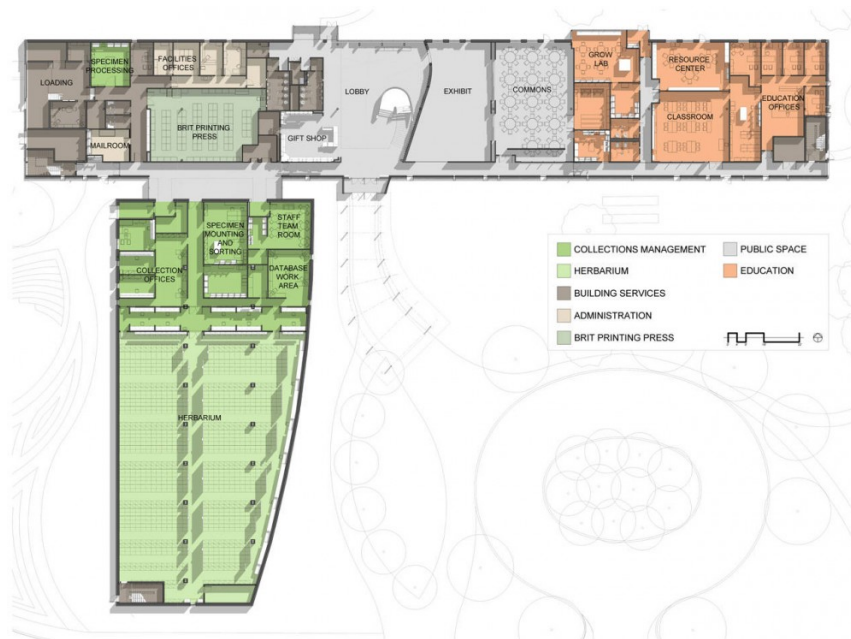 SPECIMEN
PROCESSING
FACILITIES
OFFICES
LOADING
LOBBY
EXHIBIT
COMMONS
GROW
LAB
RESOURCE
CENTER
CLASSROOM
EDUCATION
OFFICES
BRIT PRINTING
PRESS
GIFT SHOP
MAILROOM
SPECIMEN
MOUNTING
AND
SORTING
STAFF
TEAM
ROOM
COLLECTION
OFFICES
DATABASE
WORK
AREA
HERBARIUM
COLLECTIONS MANAGEMENT
HERBARIUM
BUILDING SERVICES
ADMINISTRATION
BRIT PRINTING PRESS
PUBLIC SPACE
EDUCATION